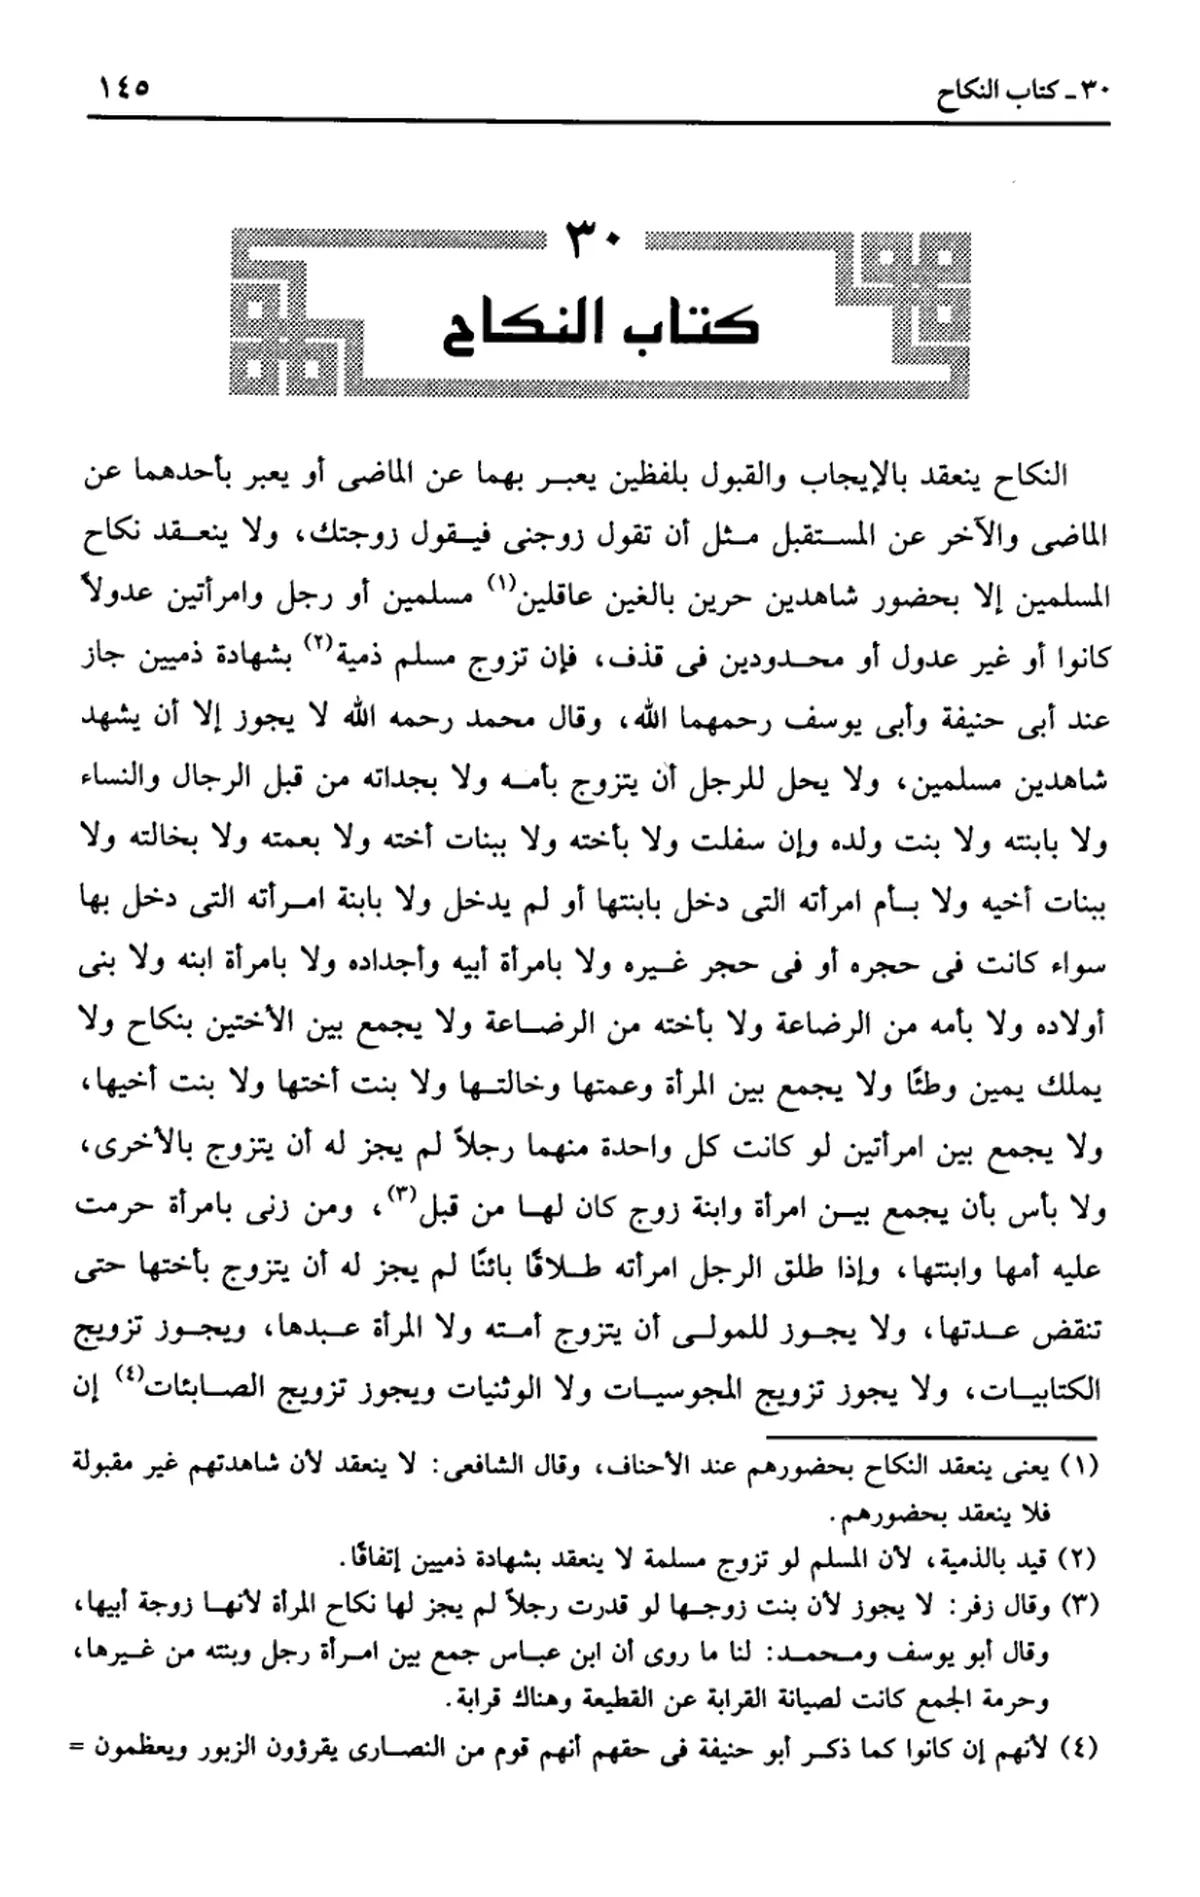 ٣٠ - كتاب النكاح
١٤٥
٣٠
كتاب النكاح
النكاح ينعقد بالإيجاب والقبول بلفظين يعبر بهما عن الماضى أو يعبر بأحدهما عن
الماضى والآخر عن المستقبل مثل أن تقول زوجنى فيقول زوجتك، ولا ينعقد نكاح
المسلمين إلا بحضور شاهدين حرين بالغين عاقلين(١) مسلمين أو رجل وامرأتين عدولاً
كانوا أو غير عدول أو محدودين فى قذف، فإن تزوج مسلم ذمية(٢) بشهادة ذميين جاز
عند أبى حنيفة وأبى يوسف رحمهما الله، وقال محمد رحمه الله لا يجوز إلا أن يشهد
شاهدين مسلمين، ولا يحل للرجل أن يتزوج بأمه ولا بجداته من قبل الرجال والنساء
ولا بابنته ولا بنت ولده وإن سفلت ولا بأخته ولا ببنات أخته ولا بعمته ولا بخالته ولا
ببنات أخيه ولا بأم امرأته التى دخل بابنتها أو لم يدخل ولا بابنة امرأته التى دخل بها
سواء كانت فى حجره أو فى حجر غيره ولا بامرأة أبيه وأجداده ولا بامرأة ابنه ولا بنى
أولاده ولا بأمه من الرضاعة ولا بأخته من الرضاعة ولا يجمع بين الأختين بنكاح ولا
يملك يمين وطئًا ولا يجمع بين المرأة وعمتها وخالتها ولا بنت أختها ولا بنت أخيها،
ولا يجمع بين امرأتين لو كانت كل واحدة منهما رجلاً لم يجز له أن يتزوج بالأخرى،
ولا بأس بأن يجمع بين امرأة وابنة زوج كان لها من قبل(٣)، ومن زنى بامرأة حرمت
عليه أمها وابنتها، وإذا طلق الرجل امرأته طلاقًا بائنًا لم يجز له أن يتزوج بأختها حتى
تنقض عدتها، ولا يجوز للمولى أن يتزوج أمته ولا المرأة عبدها، ويجوز تزويج
الكتابيات، ولا يجوز تزويج المجوسيات ولا الوثنيات ويجوز تزويج الصابئات(٤) إن
(١) يعنى ينعقد النكاح بحضورهم عند الأحناف، وقال الشافعى: لا ينعقد لأن شاهدتهم غير مقبولة
فلا ينعقد بحضورهم.
(٢) قيد بالذمية، لأن المسلم لو تزوج مسلمة لا ينعقد بشهادة ذميين إتفاقًا.
(٣) وقال زفر: لا يجوز لأن بنت زوجها لو قدرت رجلاً لم يجز لها نكاح المرأة لأنها زوجة أبيها،
وقال أبو يوسف ومحمد: لنا ما روى أن ابن عباس جمع بين امرأة رجل وبنته من غيرها،
وحرمة الجمع كانت لصيانة القرابة عن القطيعة وهناك قرابة.
(٤) لأنهم إن كانوا كما ذكر أبو حنيفة فى حقهم أنهم قوم من النصارى يقرؤون الزبور ويعظمون =